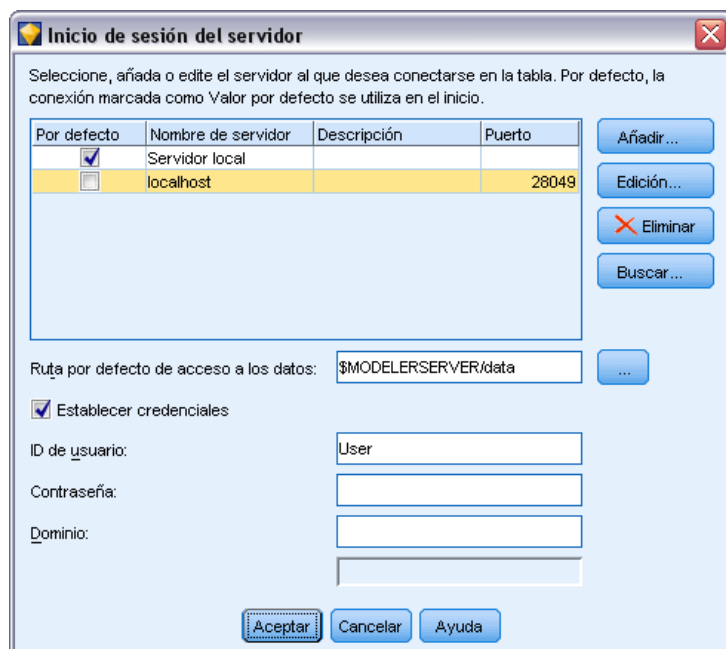 Inicio de sesión del servidor
Seleccione, añada o edite el servidor al que desea conectarse en la tabla. Por defecto, la
conexión marcada como Valor por defecto se utiliza en el inicio.
Por defecto Nombre de servidor Descripción Puerto
Servidor local
localhost 28049
Añadir...
Edición...
Eliminar
Buscar...
Ruta por defecto de acceso a los datos: $MODELERSERVER/data ...
Establecer credenciales
ID de usuario: User
Contraseña:
Dominio:
Aceptar Cancelar Ayuda